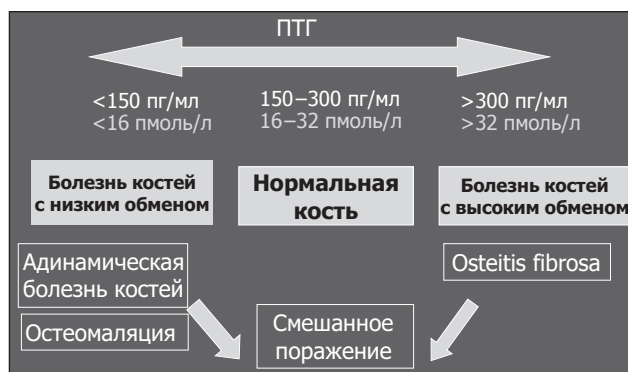 ПТГ
<150 пг/мл
<16 пмоль/л
150–300 пг/мл
16–32 пмоль/л
>300 пг/мл
>32 пмоль/л
Болезнь костей
с низким обменом
Нормальная
кость
Болезнь костей
с высоким обменом
Адинамическая
болезнь костей
Остеомаляция
Смешанное
поражение
Osteitis fibrosa